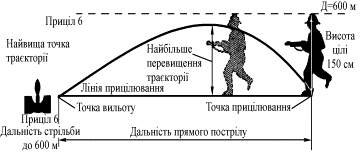 Приціл 6
Д=600 м
Найвища точка
траєкторії
Найбільше
перевищення
траєкторії
Висота
цілі
150 см
Лінія прицілювання
Приціл 6
Точка вильоту
Точка прицілювання
Дальність стрільби
до 600 м
Дальність прямого пострілу